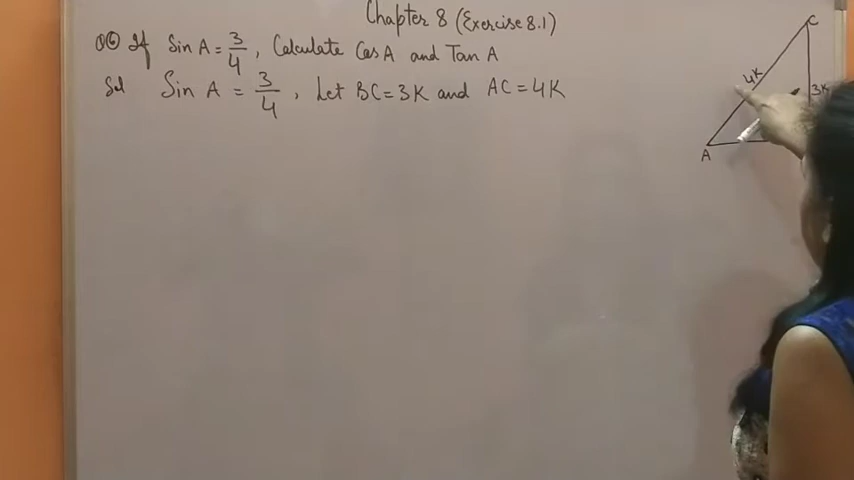 Chapter 8 (Exercise 8.1)
If Sin A = 3/4, Calculate Cos A and Tan A
Sol Sin A = 3/4, Let BC = 3K and AC = 4K
C
4K
3K
A